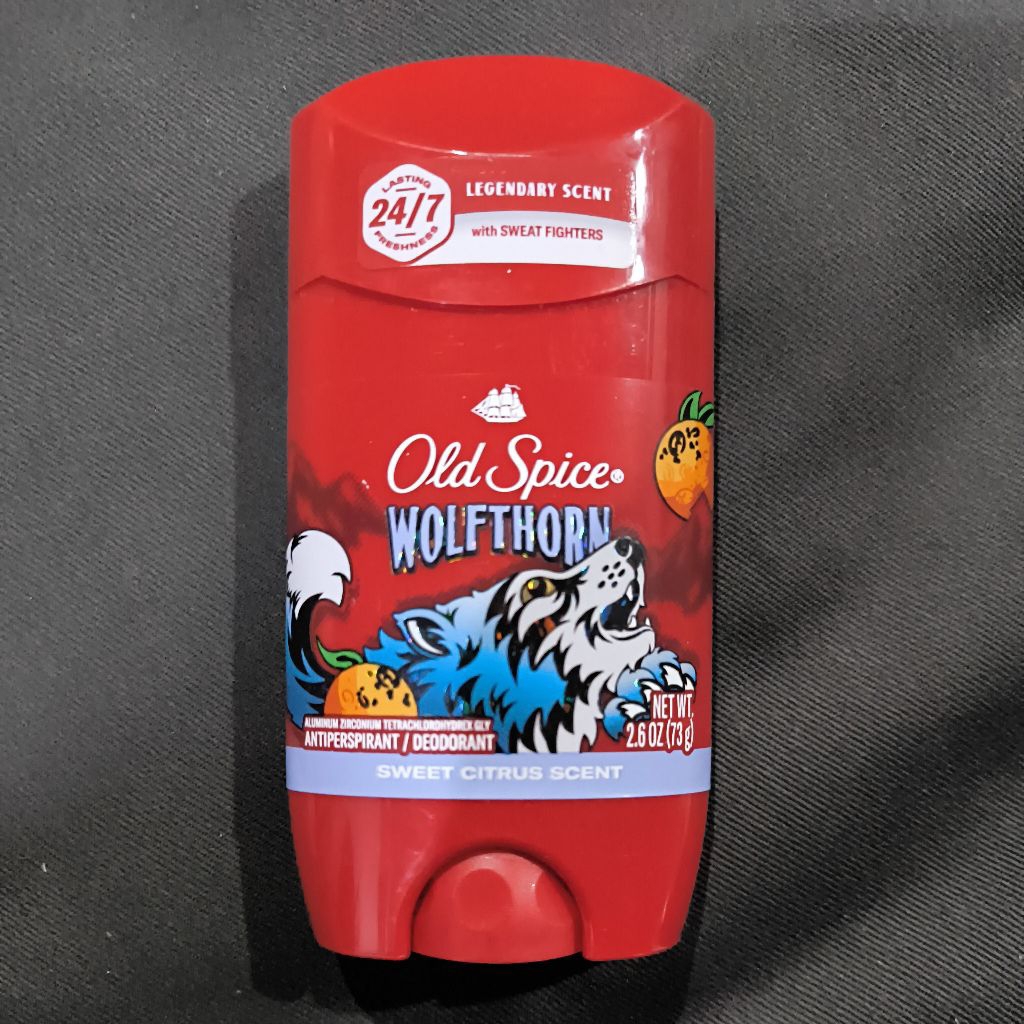 LASTING
24/7
FRESHNESS
LEGENDARY SCENT
with SWEAT FIGHTERS
Old Spice
WOLFTHORN
ALUMINUM ZIRCONIUM TETRACHLOROHYDREX GLY
ANTIPERSPIRANT / DEODORANT
NET WT.
2.6 OZ (73 g)
SWEET CITRUS SCENT